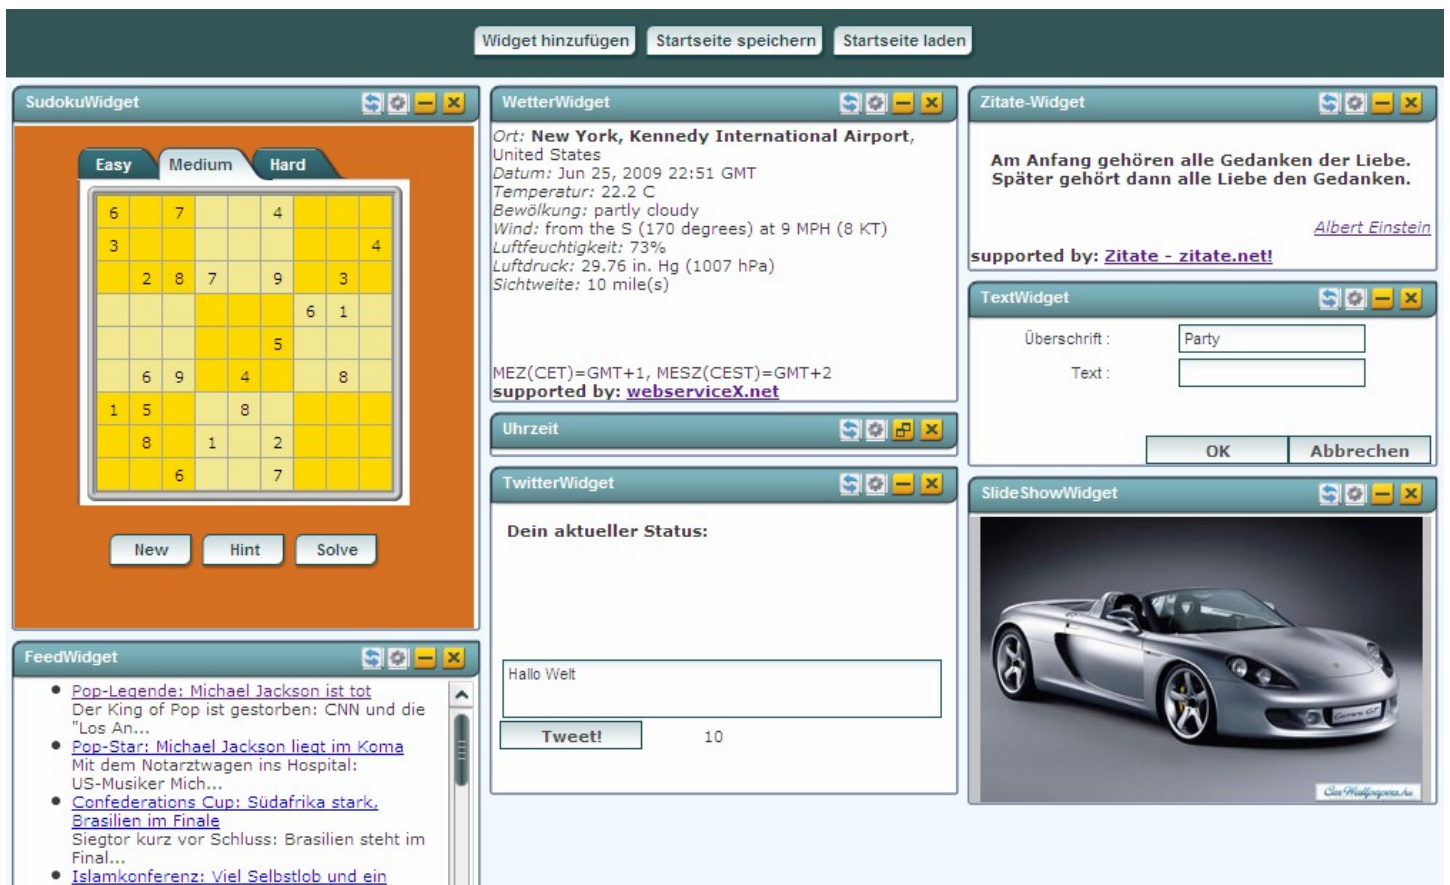 Widget hinzufügen Startseite speichern Startseite laden
SudokuWidget
Easy Medium Hard
6 7 4
3 4
2 8 7 9 3
6 1
5
6 9 4 8
1 5 8
8 1 2
6 7
New Hint Solve
FeedWidget
Pop-Legende: Michael Jackson ist tot
Der King of Pop ist gestorben: CNN und die
"Los An...
Pop-Star: Michael Jackson liegt im Koma
Mit dem Notarztwagen ins Hospital:
US-Musiker Mich...
Confederations Cup: Südafrika stark,
Brasilien im Finale
Siegtor kurz vor Schluss: Brasilien steht im
Final...
Islamkonferenz: Viel Selbstlob und ein
WetterWidget
Ort: New York, Kennedy International Airport,
United States
Datum: Jun 25, 2009 22:51 GMT
Temperatur: 22.2 C
Bewölkung: partly cloudy
Wind: from the S (170 degrees) at 9 MPH (8 KT)
Luftfeuchtigkeit: 73%
Luftdruck: 29.76 in. Hg (1007 hPa)
Sichtweite: 10 mile(s)
MEZ(CET)=GMT+1, MESZ(CEST)=GMT+2
supported by: webserviceX.net
Uhrzeit
TwitterWidget
Dein aktueller Status:
Hallo Welt
Tweet! 10
Zitate-Widget
Am Anfang gehören alle Gedanken der Liebe.
Später gehört dann alle Liebe den Gedanken.
Albert Einstein
supported by: Zitate - zitate.net!
TextWidget
Überschrift : Party
Text :
OK Abbrechen
SlideShowWidget
Carrera GT
CarWallpapers.hu